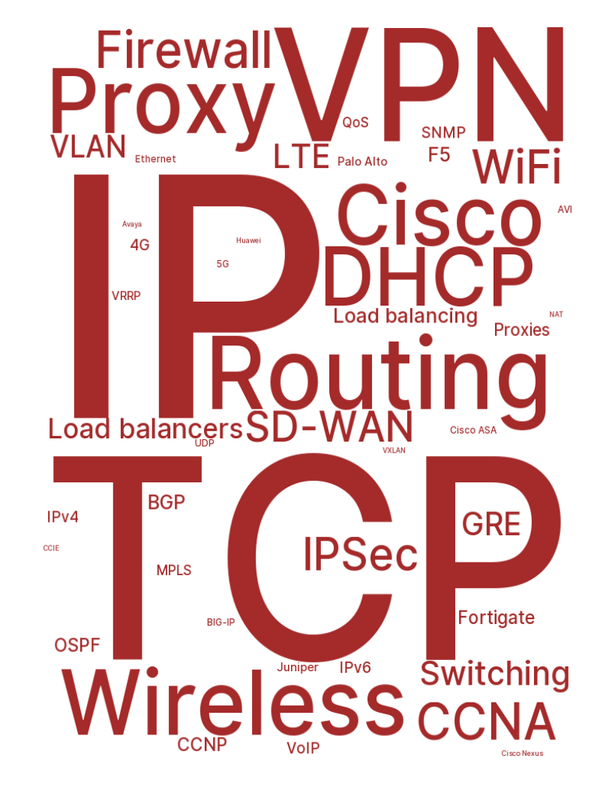 Firewall
VPN
Proxy
QoS
SNMP
VLAN
Ethernet
LTE
Palo Alto
F5
WiFi
IP
Cisco
AVI
Avaya
4G
Huawei
5G
DHCP
VRRP
Load balancing
NAT
Proxies
Routing
Load balancers
SD-WAN
Cisco ASA
UDP
VXLAN
TCP
BGP
IPv4
GRE
CCIE
IPSec
MPLS
BIG-IP
Fortigate
OSPF
Juniper
IPv6
Switching
Wireless
CCNA
CCNP
VoIP
Cisco Nexus